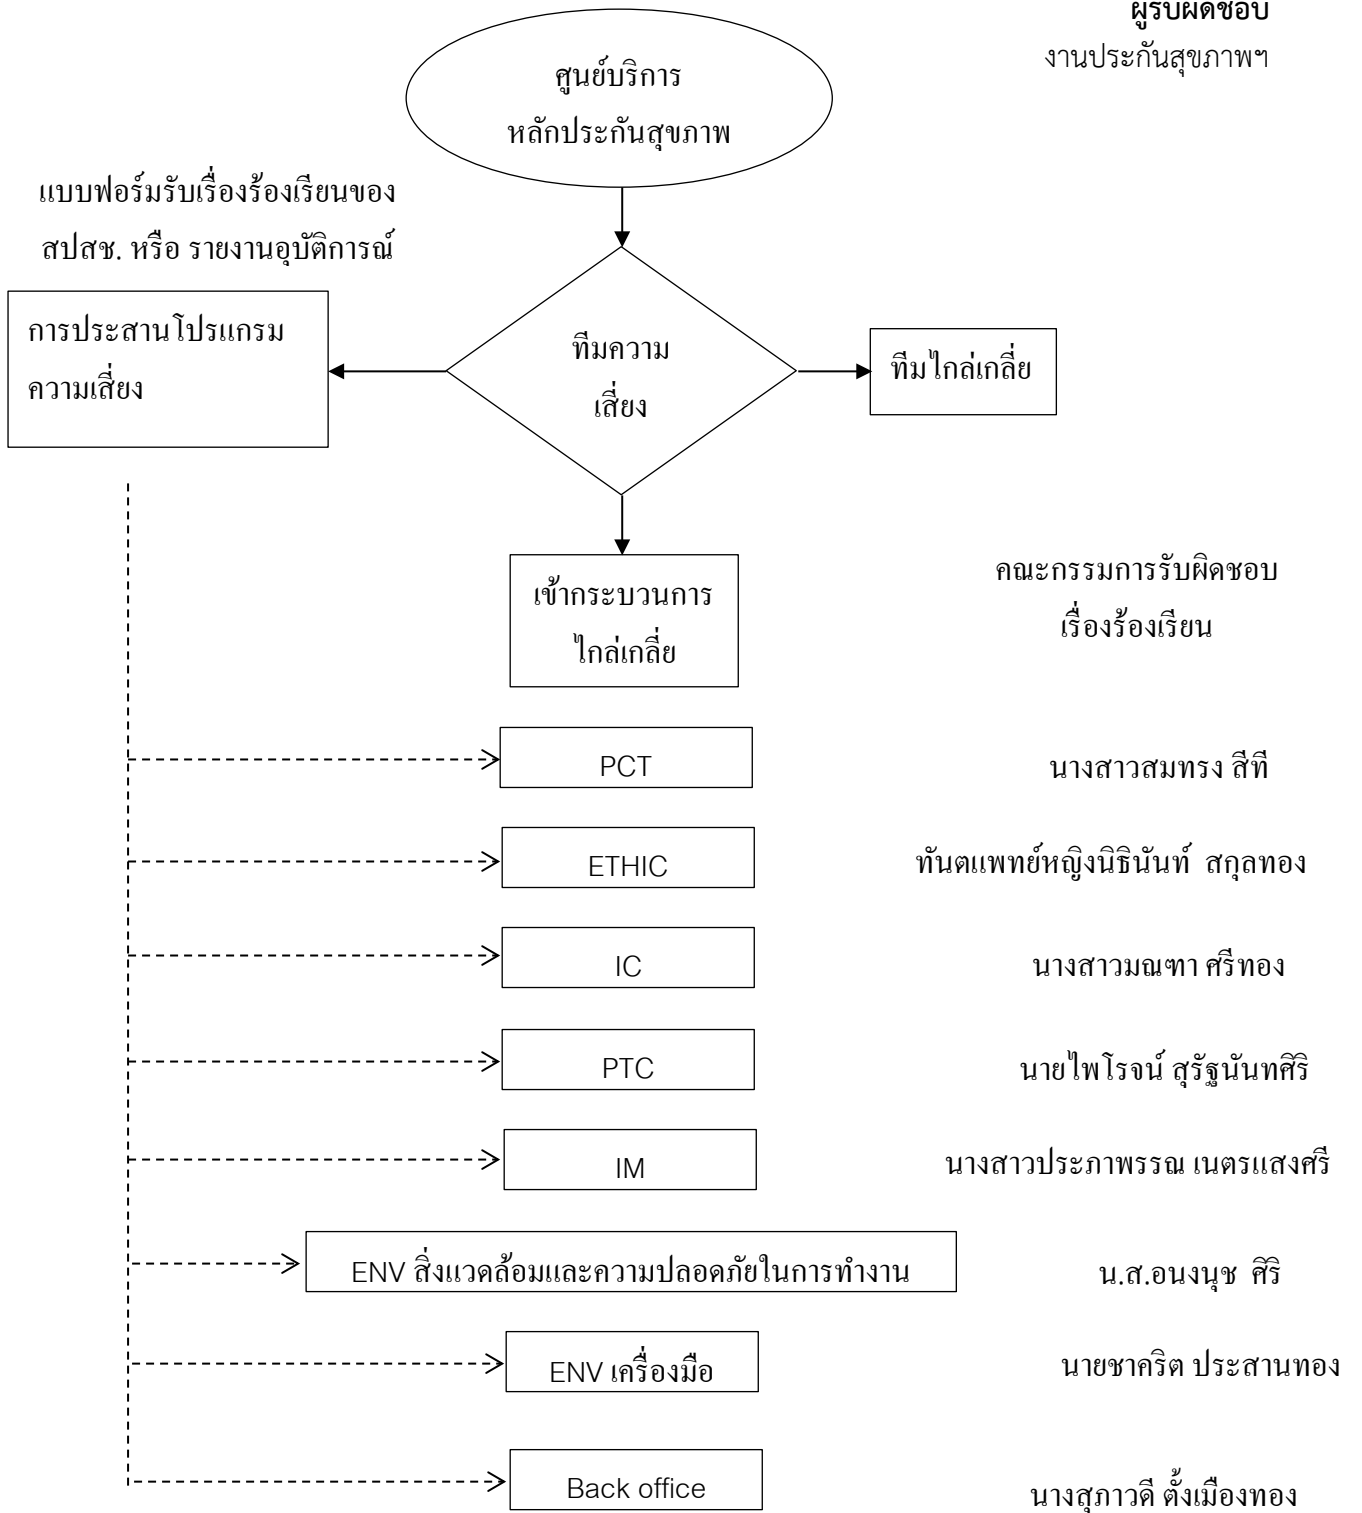 ผู้รับผิดชอบ
งานประกันสุขภาพฯ
ศูนย์บริการ
หลักประกันสุขภาพ
แบบฟอร์มรับเรื่องร้องเรียนของ
สปสช. หรือ รายงานอุบัติการณ์
การประสานโปรแกรม
ความเสี่ยง
ทีมความ
เสี่ยง
ทีมไกล่เกลี่ย
เข้ากระบวนการ
ไกล่เกลี่ย
คณะกรรมการรับผิดชอบ
เรื่องร้องเรียน
PCT
นางสาวสมทรง สีที
ETHIC
ทันตแพทย์หญิงนิธินันท์ สกุลทอง
IC
นางสาวมณฑา ศรีทอง
PTC
นายไพโรจน์ สุรัฐนันทศิริ
IM
นางสาวประภาพรรณ เนตรแสงศรี
ENV สิ่งแวดล้อมและความปลอดภัยในการทำงาน
น.ส.อนงนุช ศิริ
ENV เครื่องมือ
นายชาคริต ประสานทอง
Back office
นางสุภาวดี ตั้งเมืองทอง